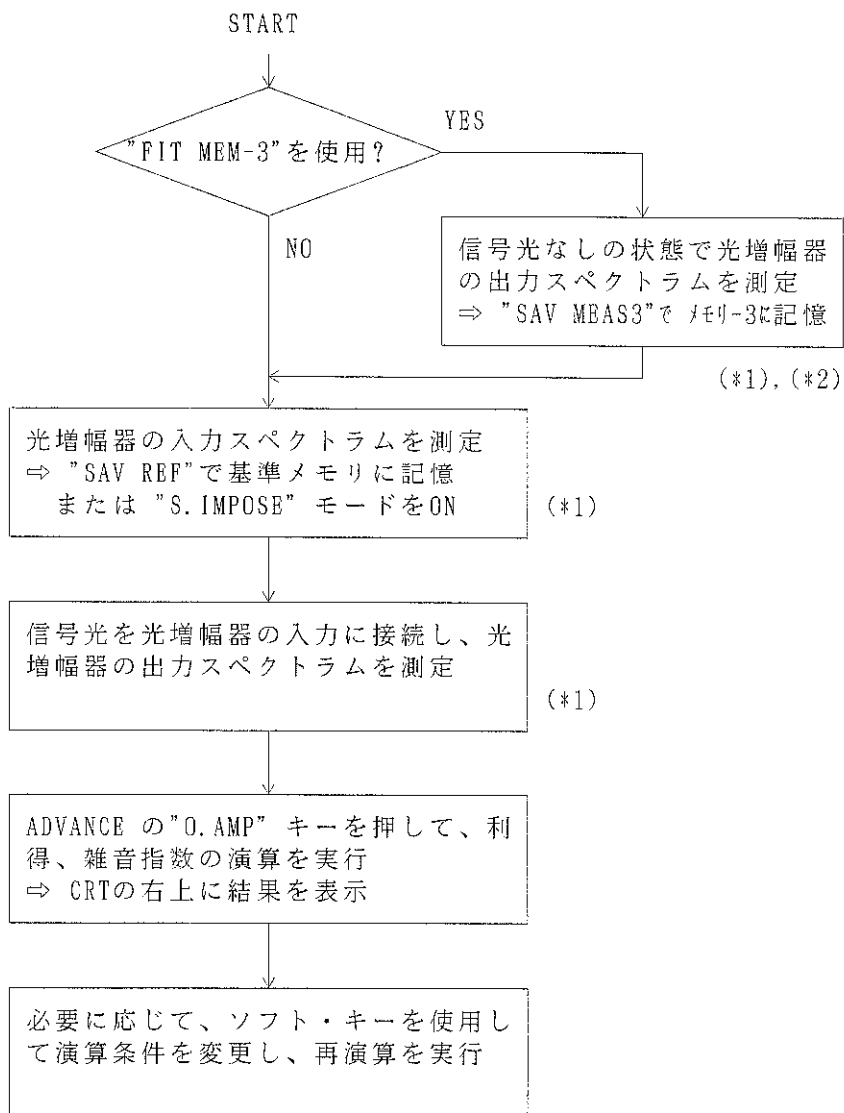 START
"FIT MEM-3"を使用?
YES
NO
信号光なしの状態で光増幅器
の出力スペクトラムを測定
⇨ "SAV MEAS3"で メモリ-3に記憶
(*1),(*2)
光増幅器の入力スペクトラムを測定
⇨ "SAV REF"で基準メモリに記憶
または "S.IMPOSE" モードをON
(*1)
信号光を光増幅器の入力に接続し、光
増幅器の出力スペクトラムを測定
(*1)
ADVANCE の"O.AMP" キーを押して、利
得、雑音指数の演算を実行
⇨ CRTの右上に結果を表示
必要に応じて、ソフト・キーを使用し
て演算条件を変更し、再演算を実行